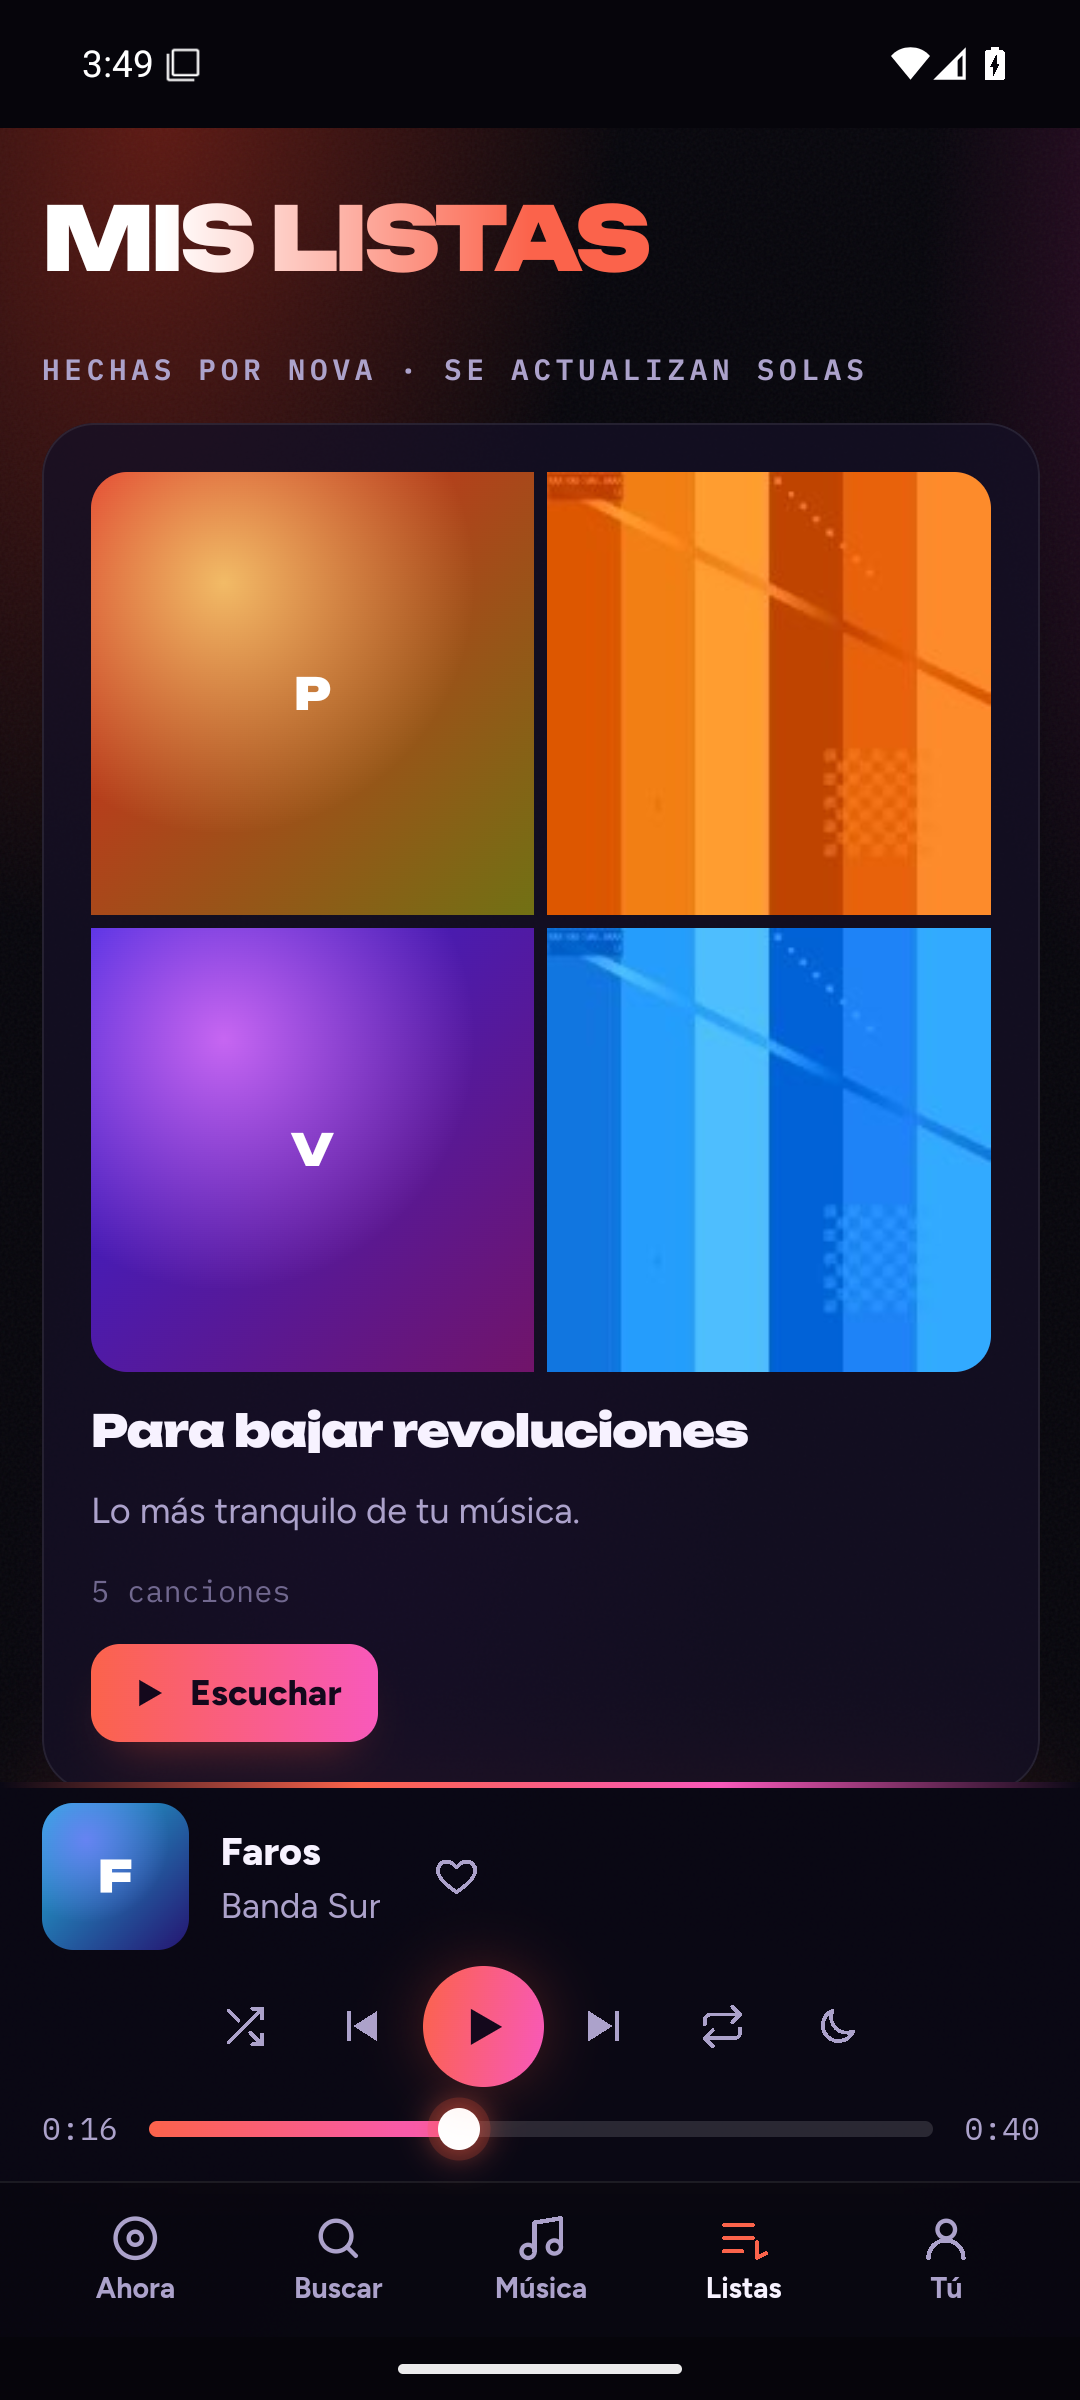 3:49
MIS LISTAS
HECHAS POR NOVA · SE ACTUALIZAN SOLAS
P
V
Para bajar revoluciones
Lo más tranquilo de tu música.
5 canciones
Escuchar
F
Faros
Banda Sur
0:16
0:40
Ahora
Buscar
Música
Listas
Tú